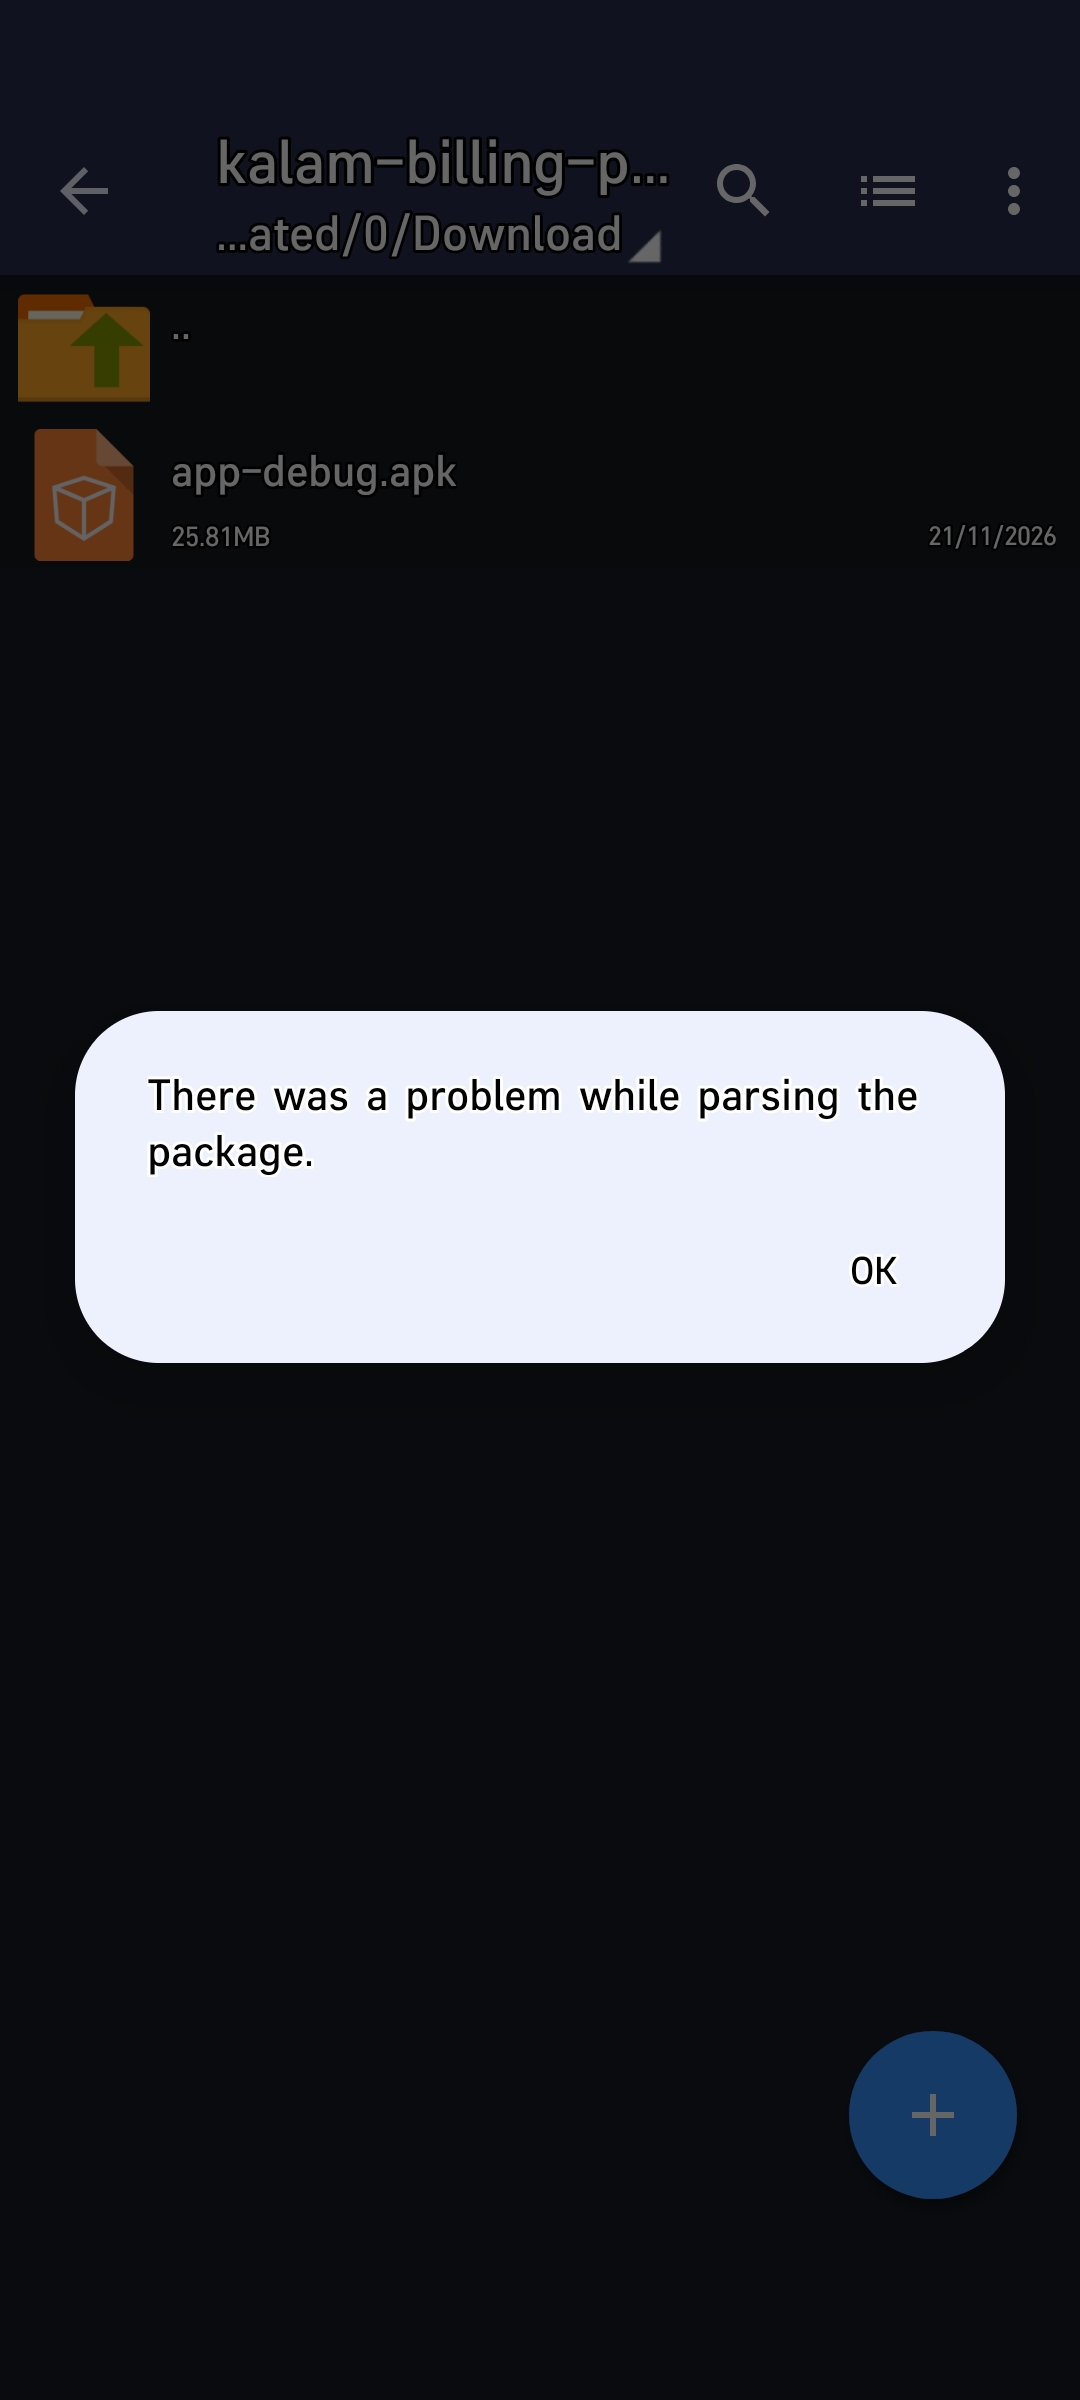 kalam-billing-p...
...ated/0/Download
..
app-debug.apk
25.81MB
21/11/2026
There was a problem while parsing the
package.
OK